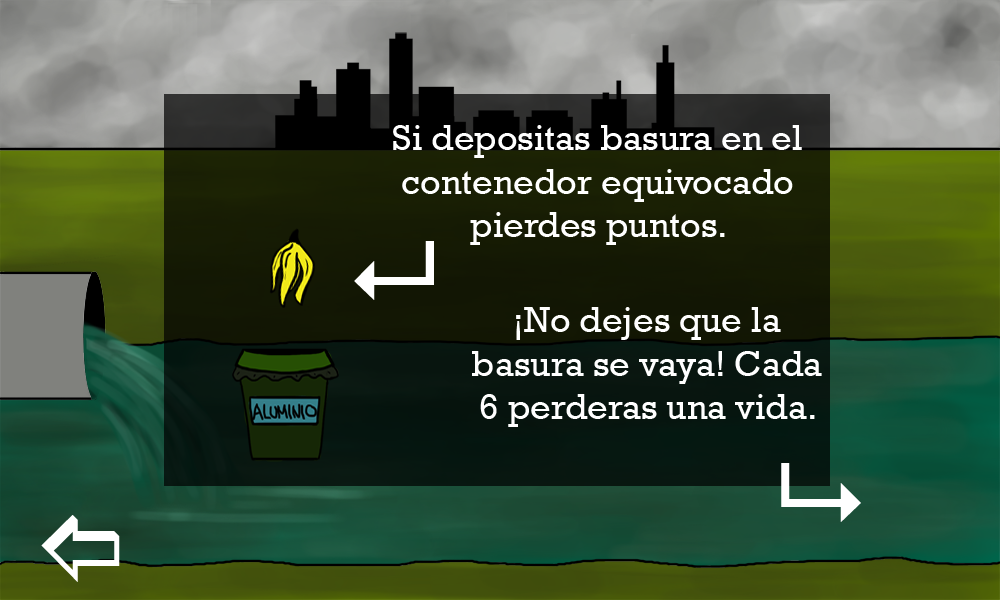 Si depositas basura en el
contenedor equivocado
pierdes puntos.
¡No dejes que la
basura se vaya! Cada
6 perderas una vida.
ALUMINIO